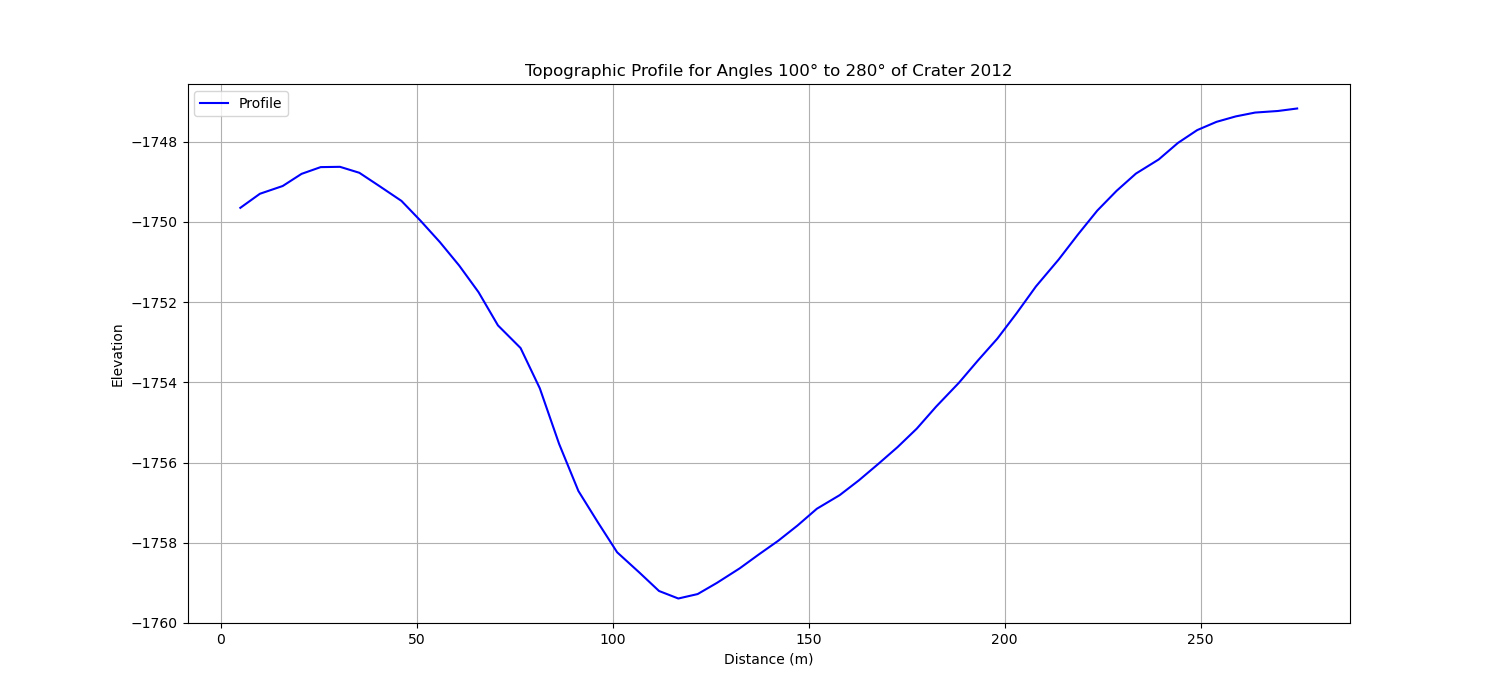 Topographic Profile for Angles 100° to 280° of Crater 2012
Profile
−1748
−1750
−1752
−1754
−1756
−1758
−1760
Elevation
0 50 100 150 200 250
Distance (m)